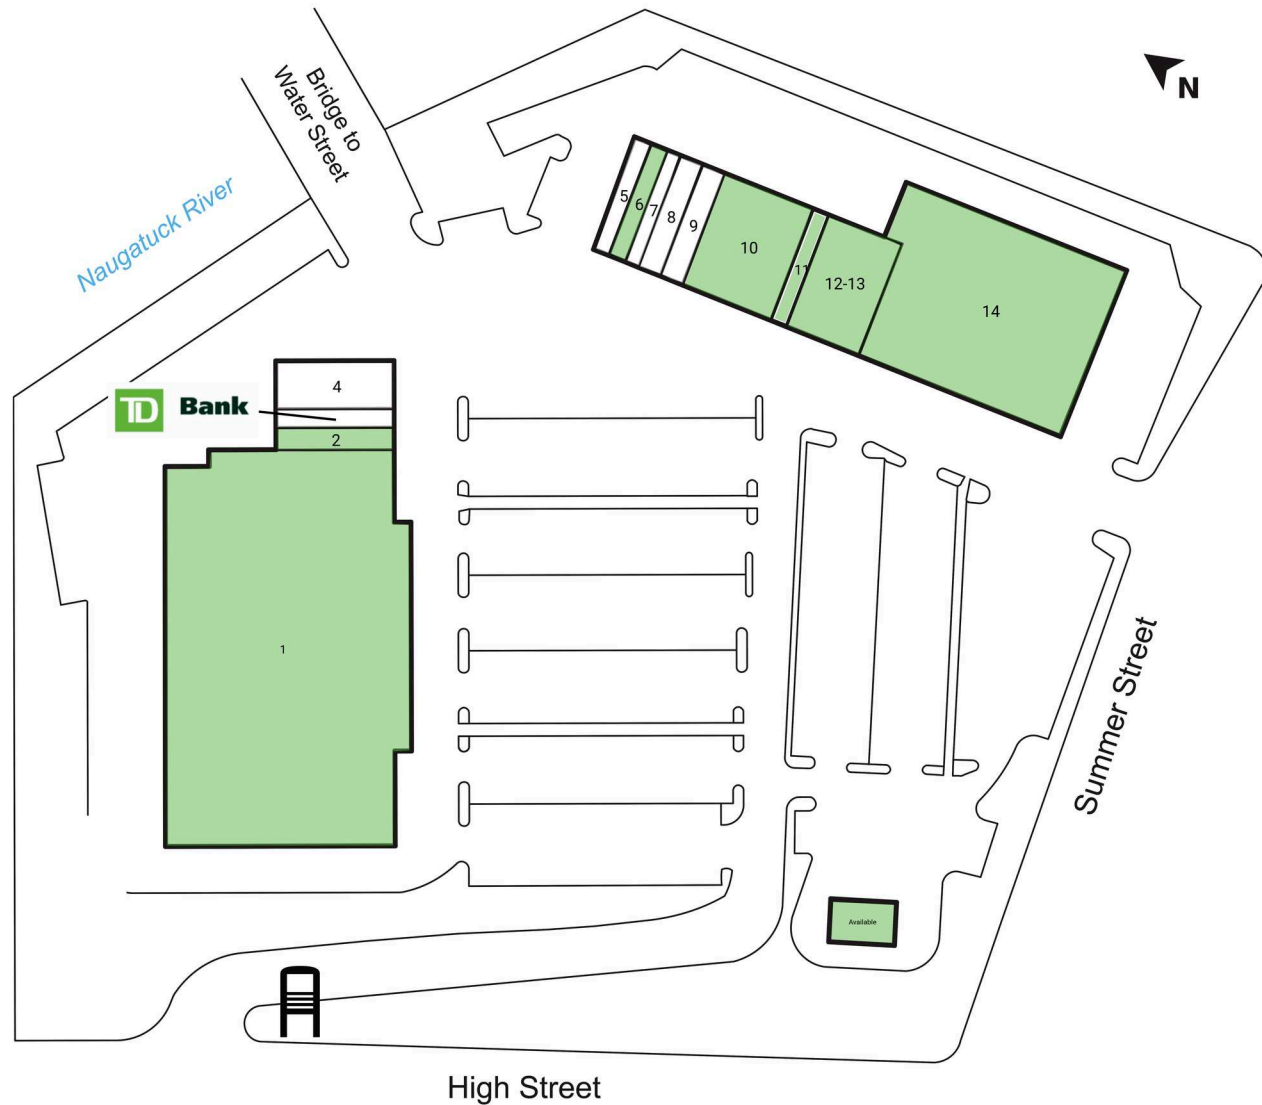 Bridge to
Water Street
N
Naugatuck River
5
6
7
8
9
10
11
12-13
14
4
TD Bank
2
1
Summer Street
Available
High Street